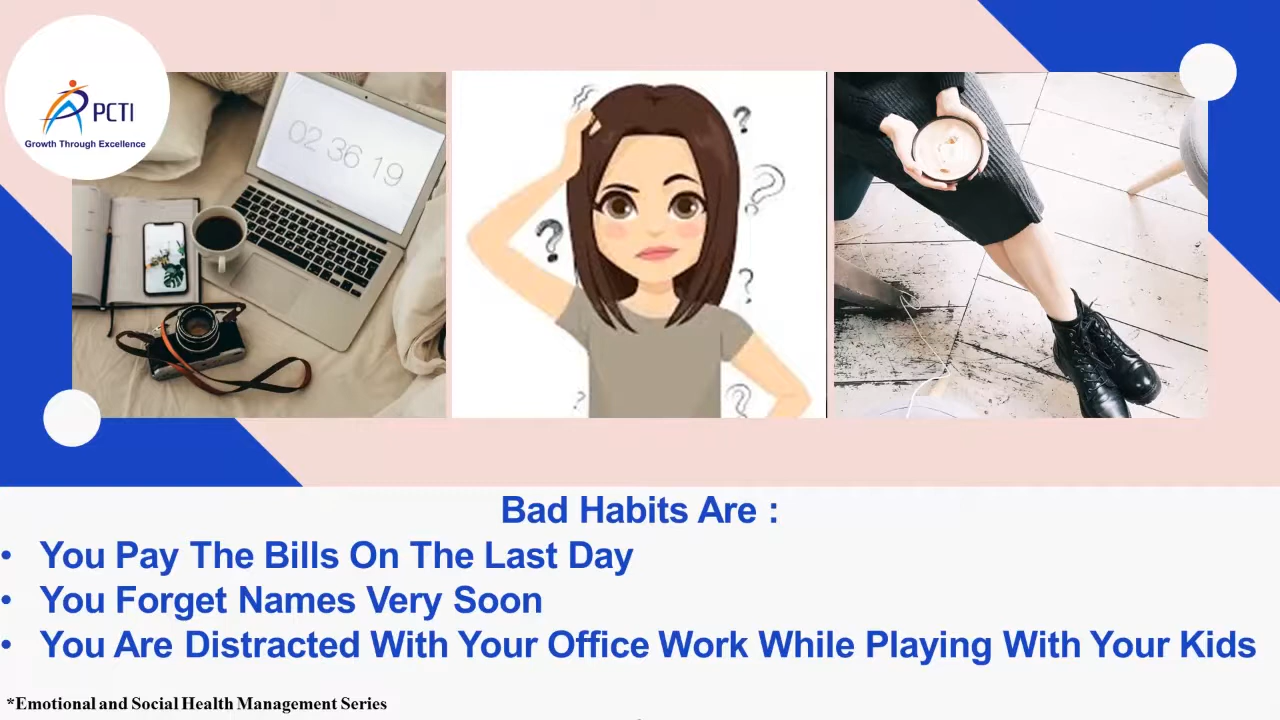 PCTI
Growth Through Excellence
02 36 19
Bad Habits Are :
• You Pay The Bills On The Last Day
• You Forget Names Very Soon
• You Are Distracted With Your Office Work While Playing With Your Kids
*Emotional and Social Health Management Series